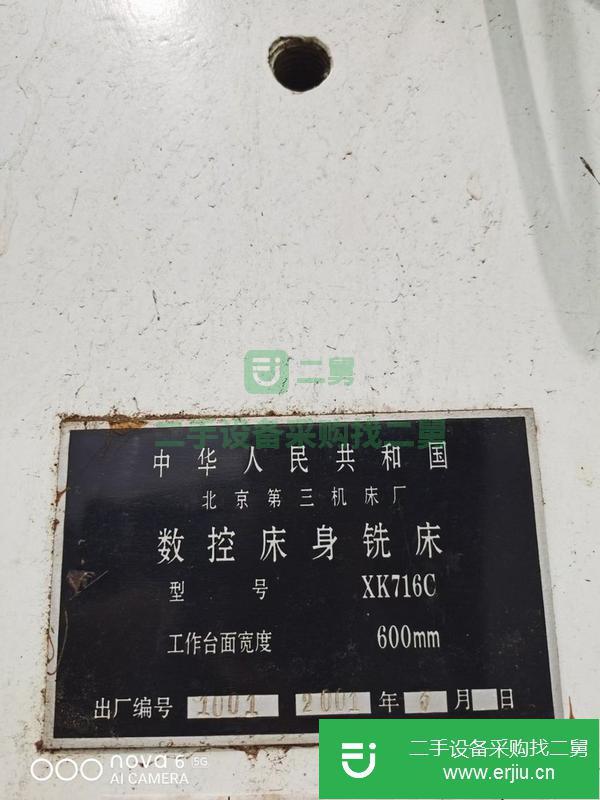 二舅
二手设备采购找二舅
中华人民共和国
北京第三机床厂
数控床身铣床
型号 XK716C
工作台面宽度 600mm
出厂编号 1001 2001 年 6 月 日
nova 6 5G
AI CAMERA
二手设备采购找二舅
www.erjiu.cn